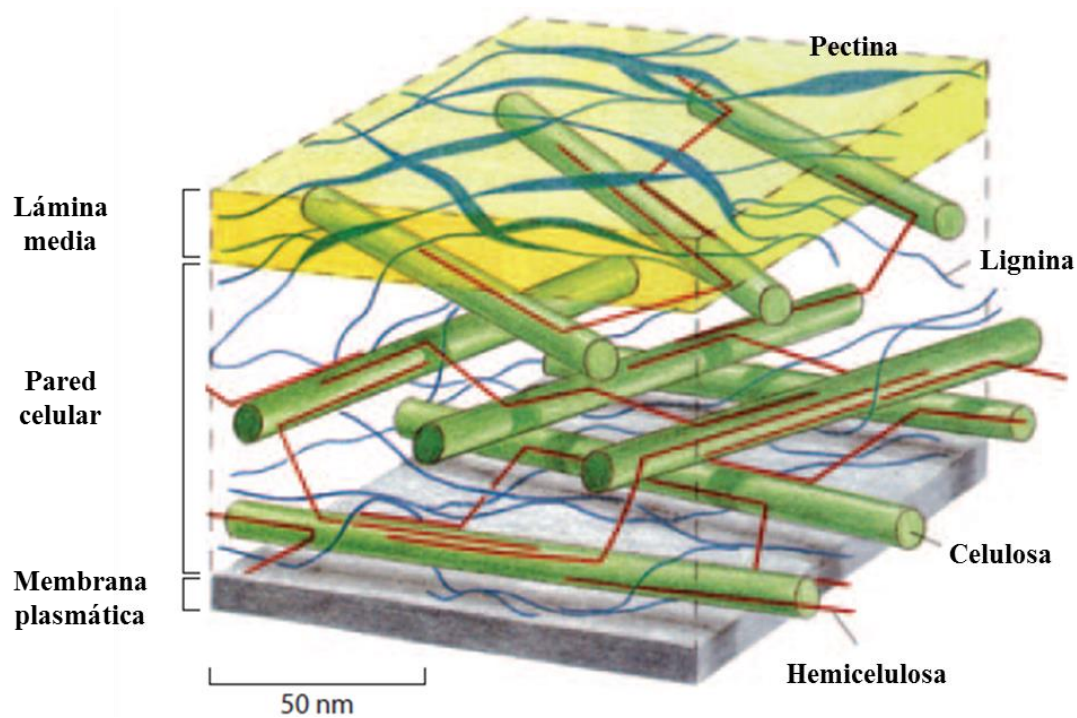 Pectina
Lámina
media
Lignina
Pared
celular
Celulosa
Membrana
plasmática
Hemicelulosa
50 nm